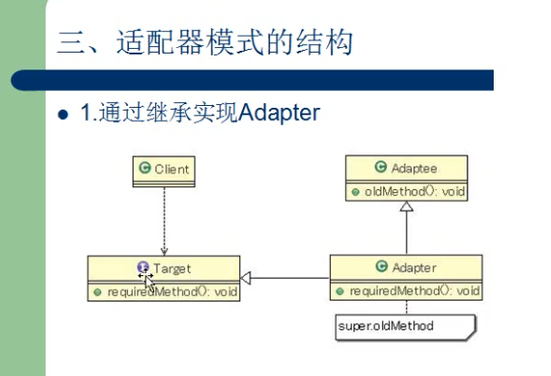 三、适配器模式的结构
1.通过继承实现Adapter
C Client
C Adaptee
oldMethod(): void
Target
requiredMethod(): void
C Adapter
requiredMethod(): void
super.oldMethod